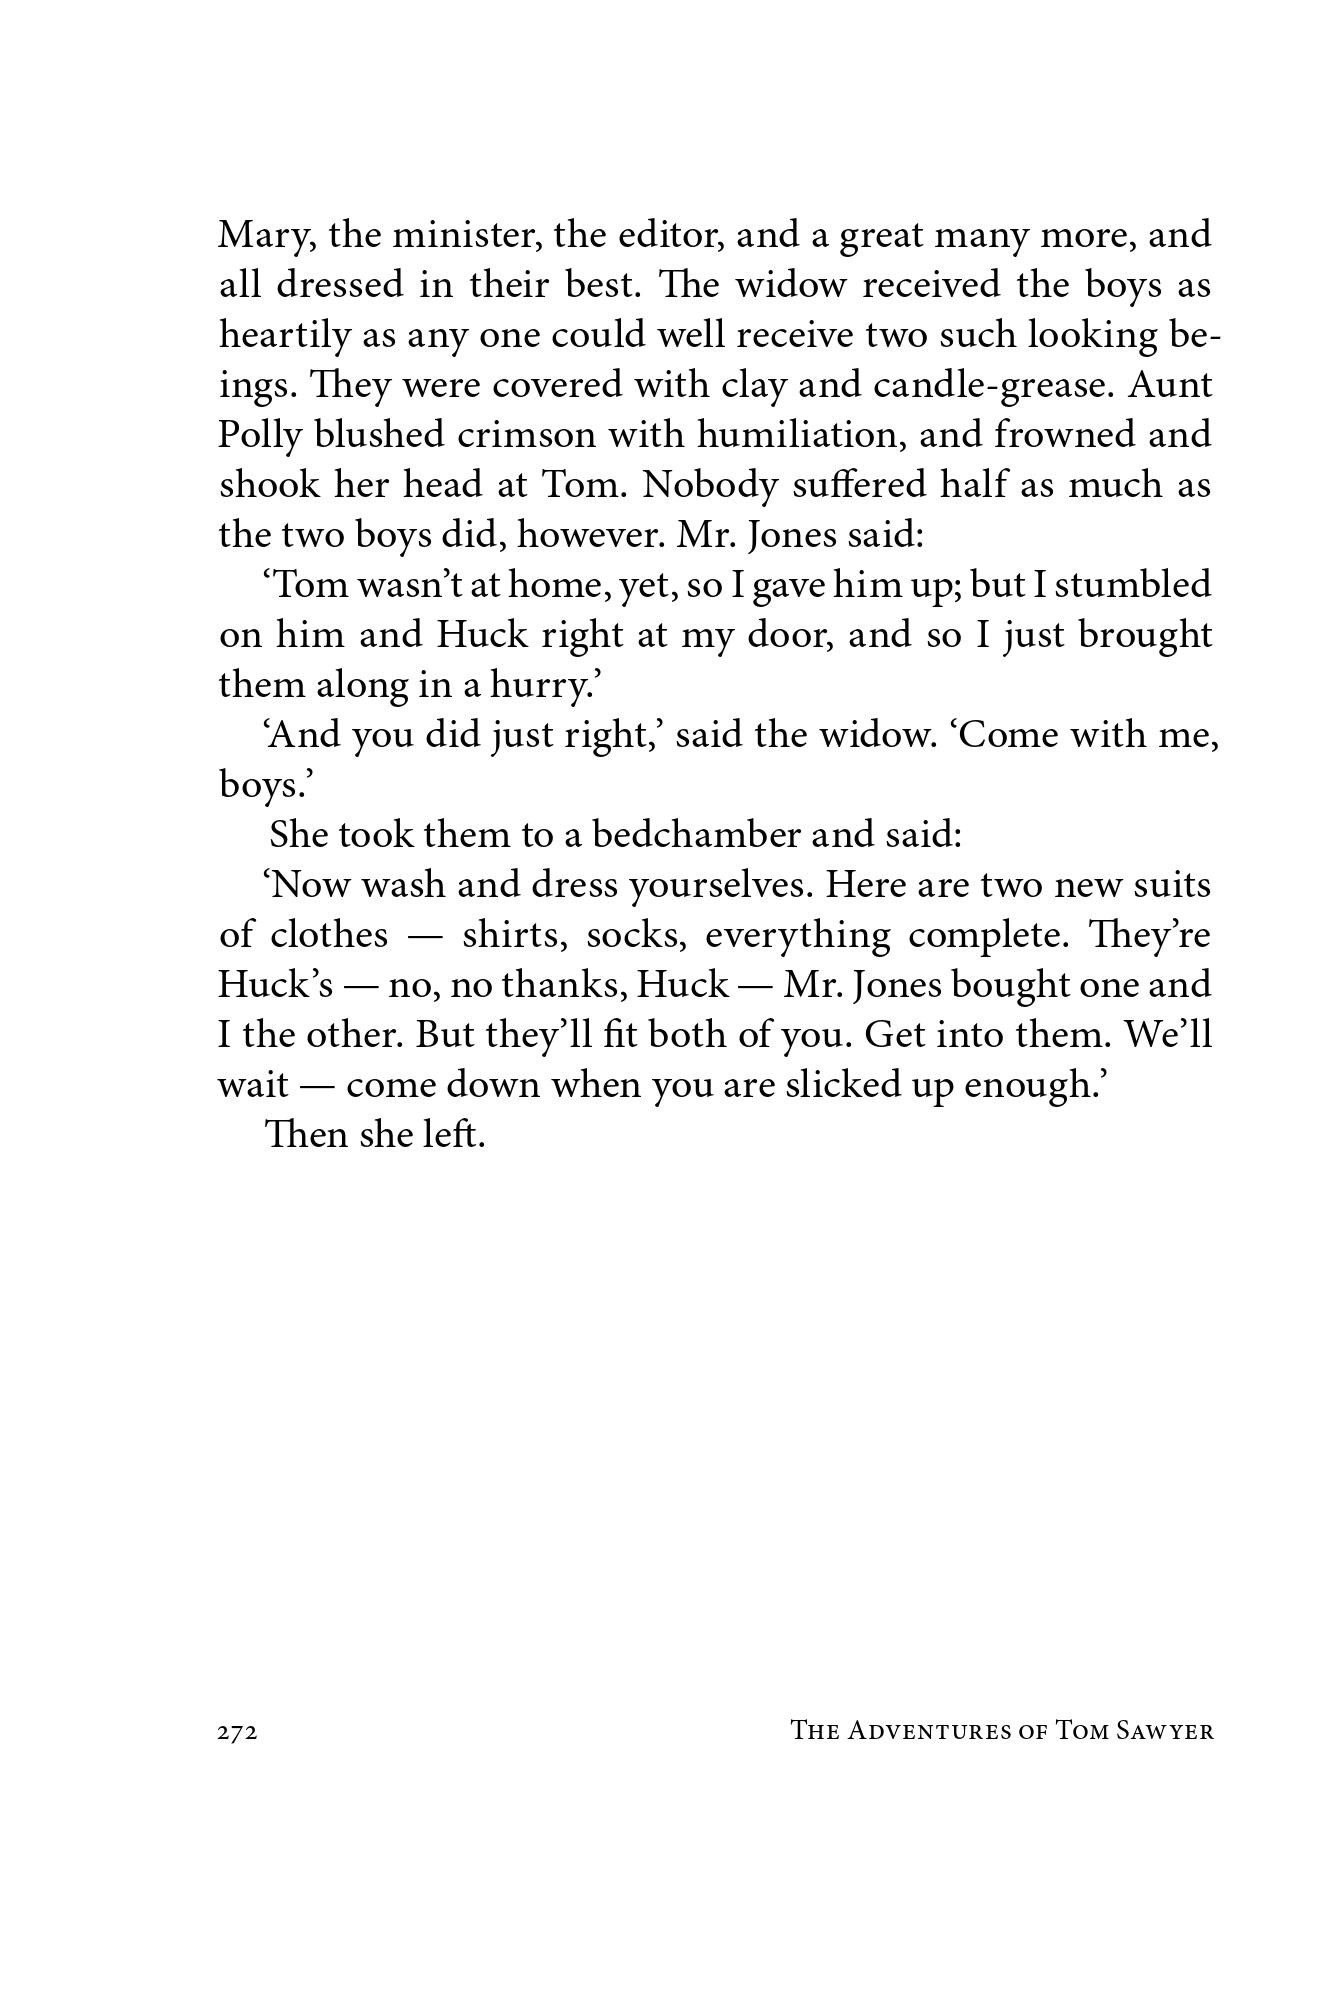 Mary, the minister, the editor, and a great many more, and
all dressed in their best. The widow received the boys as
heartily as any one could well receive two such looking be-
ings. They were covered with clay and candle-grease. Aunt
Polly blushed crimson with humiliation, and frowned and
shook her head at Tom. Nobody suffered half as much as
the two boys did, however. Mr. Jones said:
‘Tom wasn’t at home, yet, so I gave him up; but I stumbled
on him and Huck right at my door, and so I just brought
them along in a hurry.’
‘And you did just right,’ said the widow. ‘Come with me,
boys.’
She took them to a bedchamber and said:
‘Now wash and dress yourselves. Here are two new suits
of clothes — shirts, socks, everything complete. They’re
Huck’s — no, no thanks, Huck — Mr. Jones bought one and
I the other. But they’ll fit both of you. Get into them. We’ll
wait — come down when you are slicked up enough.’
Then she left.
272 The Adventures of Tom Sawyer